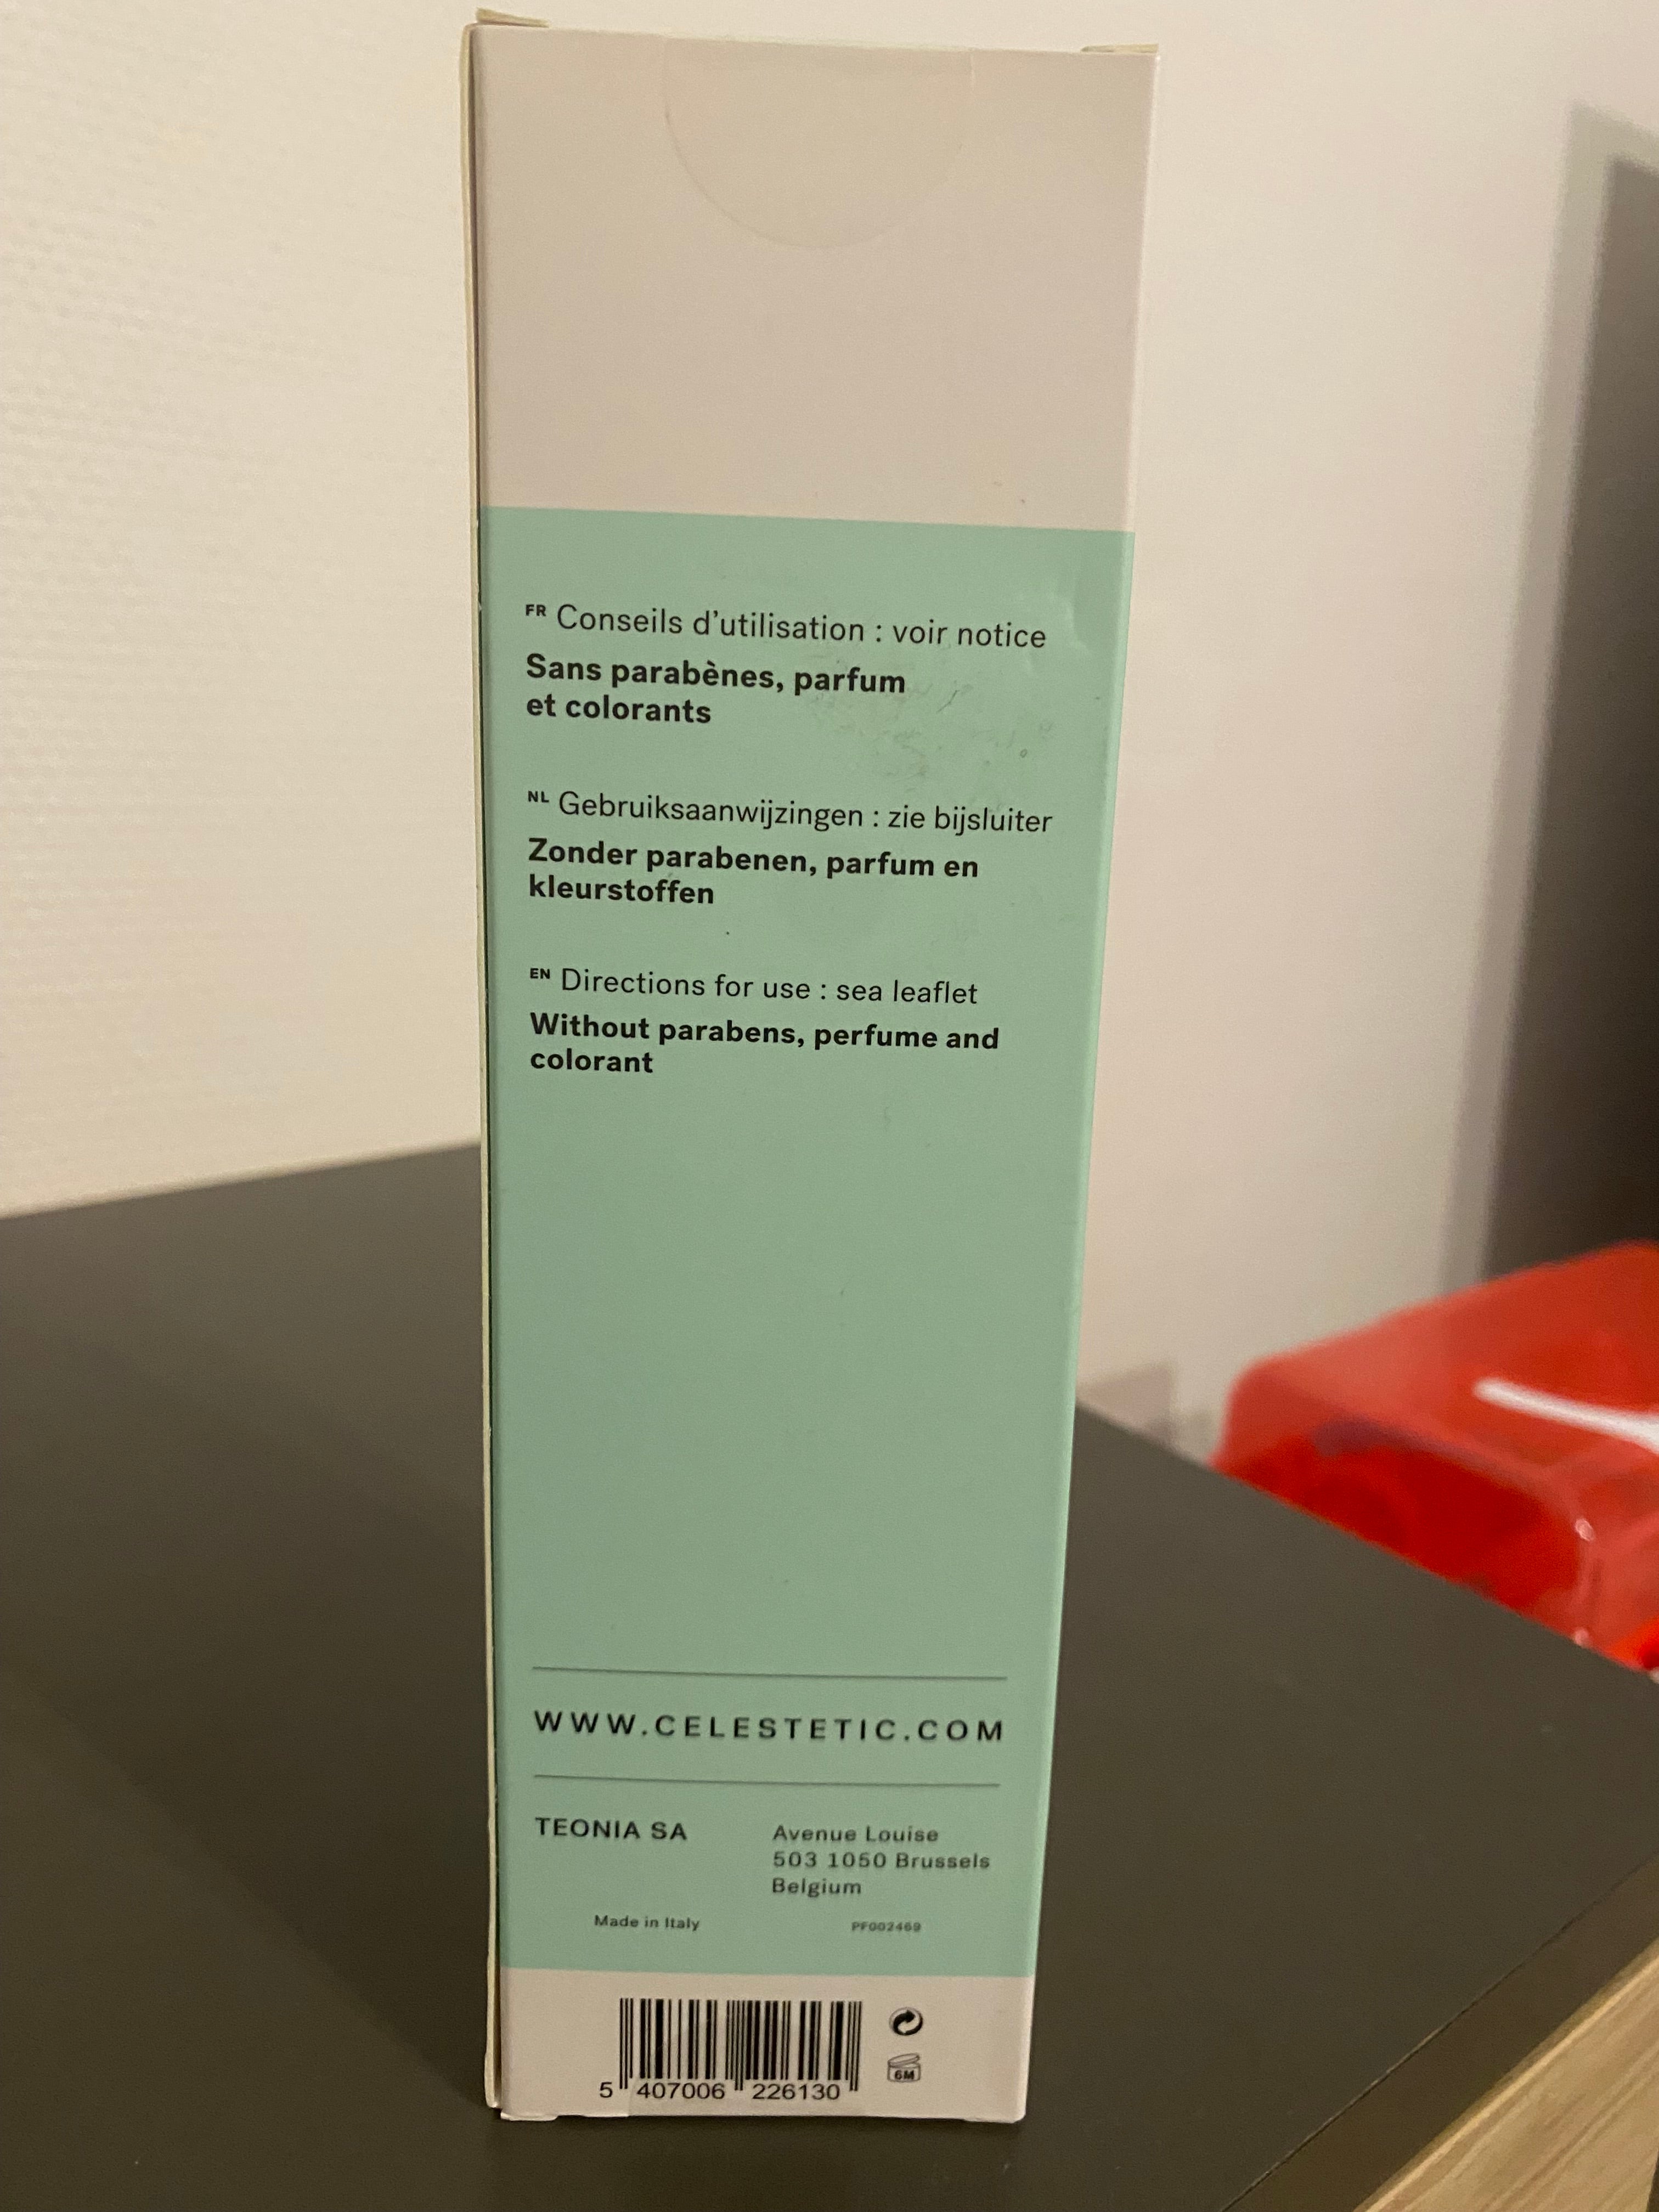 FR Conseils d'utilisation : voir notice
Sans parabènes, parfum
et colorants
NL Gebruiksaanwijzingen : zie bijsluiter
Zonder parabenen, parfum en
kleurstoffen
EN Directions for use : sea leaflet
Without parabens, perfume and
colorant
WWW.CELESTETIC.COM
TEONIA SA
Avenue Louise
503 1050 Brussels
Belgium
Made in Italy
PF002469
6M
5 407006 226130